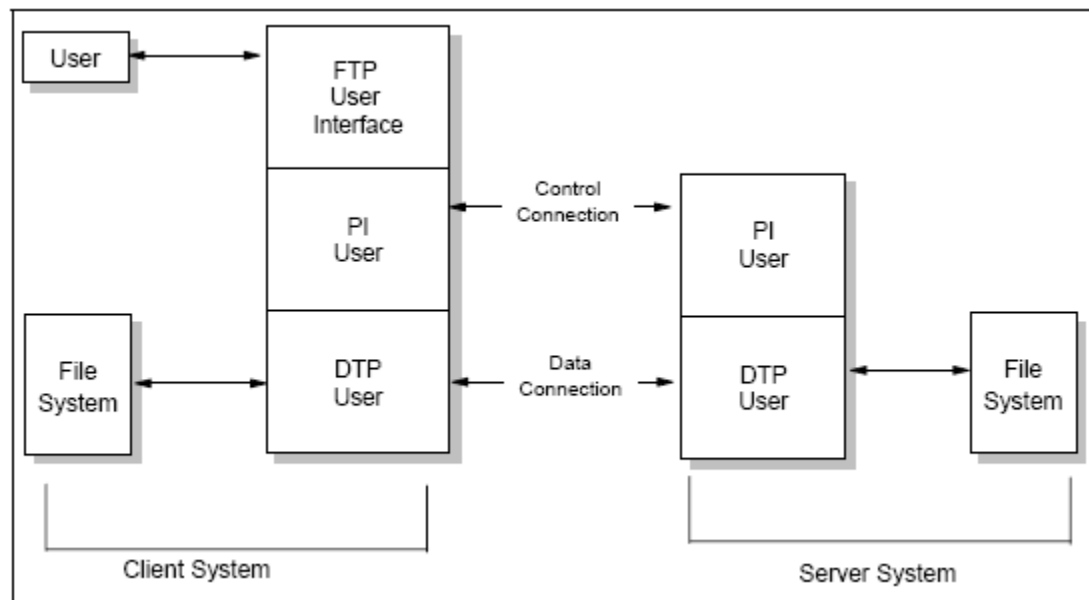 User
FTP
User
Interface
PI
User
Control
Connection
PI
User
File
System
DTP
User
Data
Connection
DTP
User
File
System
Client System
Server System